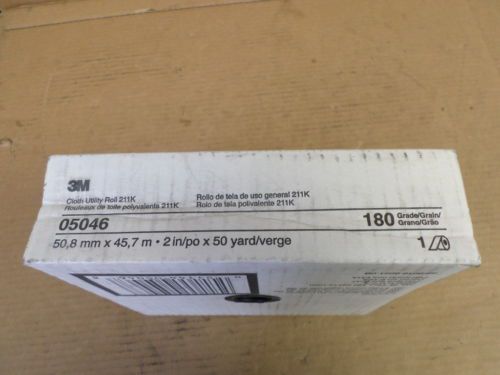 3M
Cloth Utility Roll 211K
Rouleaux de toile polyvalente 211K
Rollo de tela de uso general 211K
Rolo de tela polivalente 211K
05046
180 Grade/Grain/
Grano/Grão
50,8 mm x 45,7 m • 2 in/po x 50 yard/verge
1